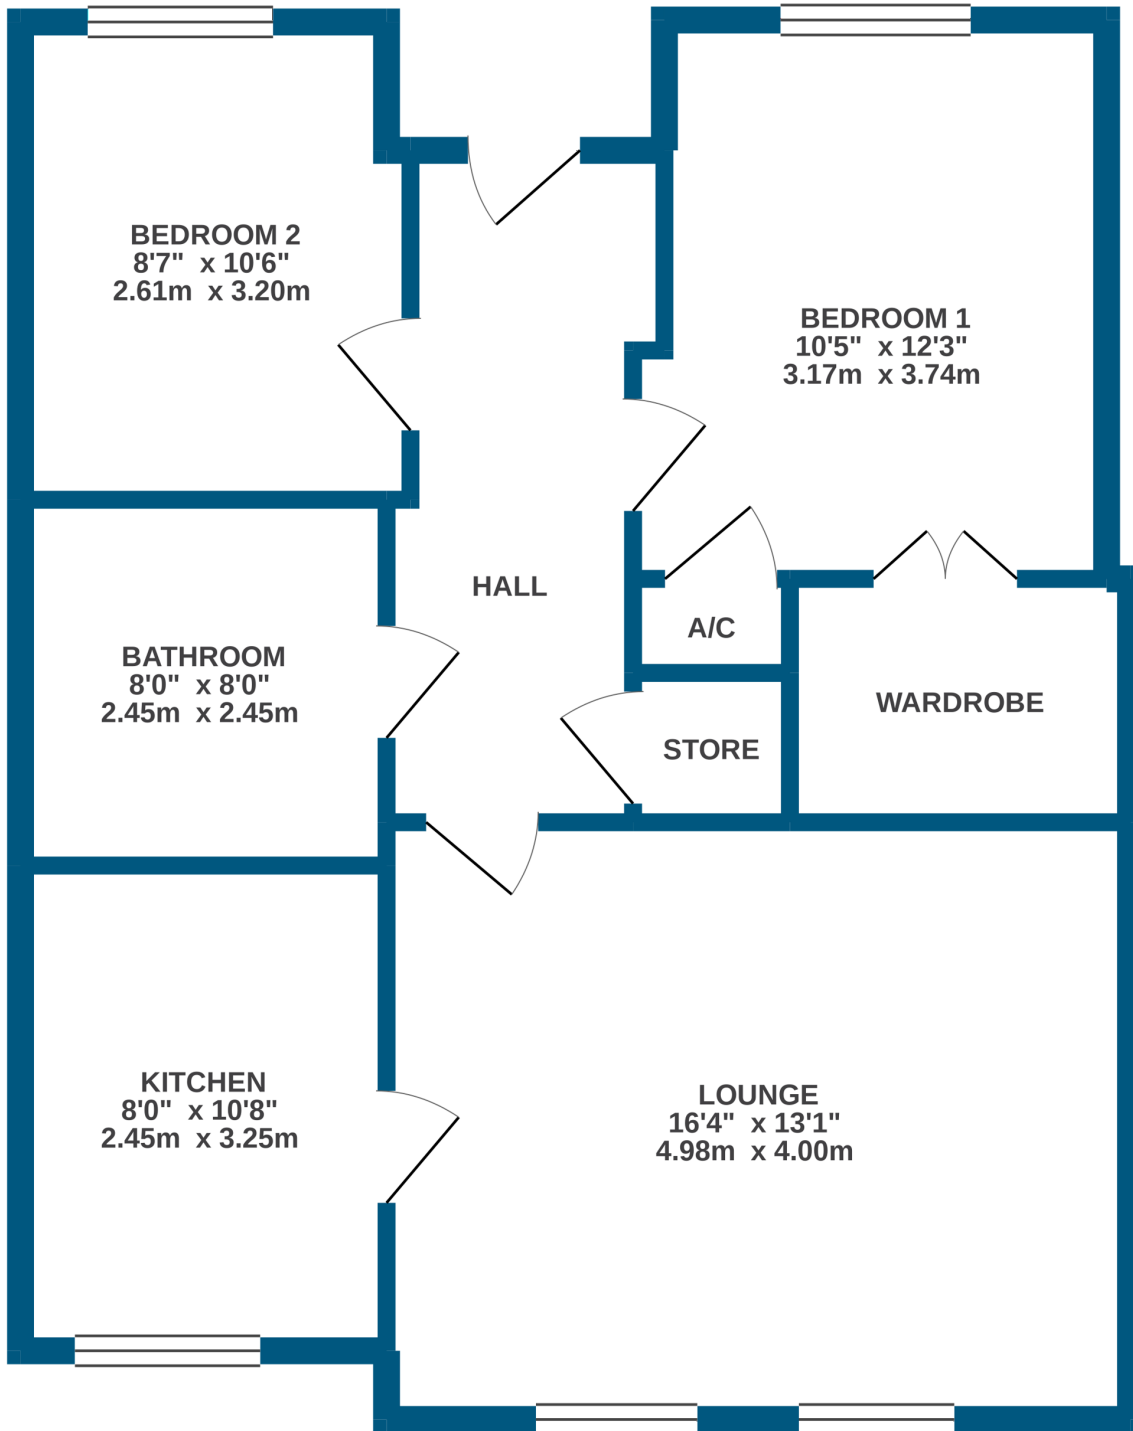 BEDROOM 2
8'7" x 10'6"
2.61m x 3.20m
BEDROOM 1
10'5" x 12'3"
3.17m x 3.74m
HALL
A/C
BATHROOM
8'0" x 8'0"
2.45m x 2.45m
WARDROBE
STORE
KITCHEN
8'0" x 10'8"
2.45m x 3.25m
LOUNGE
16'4" x 13'1"
4.98m x 4.00m